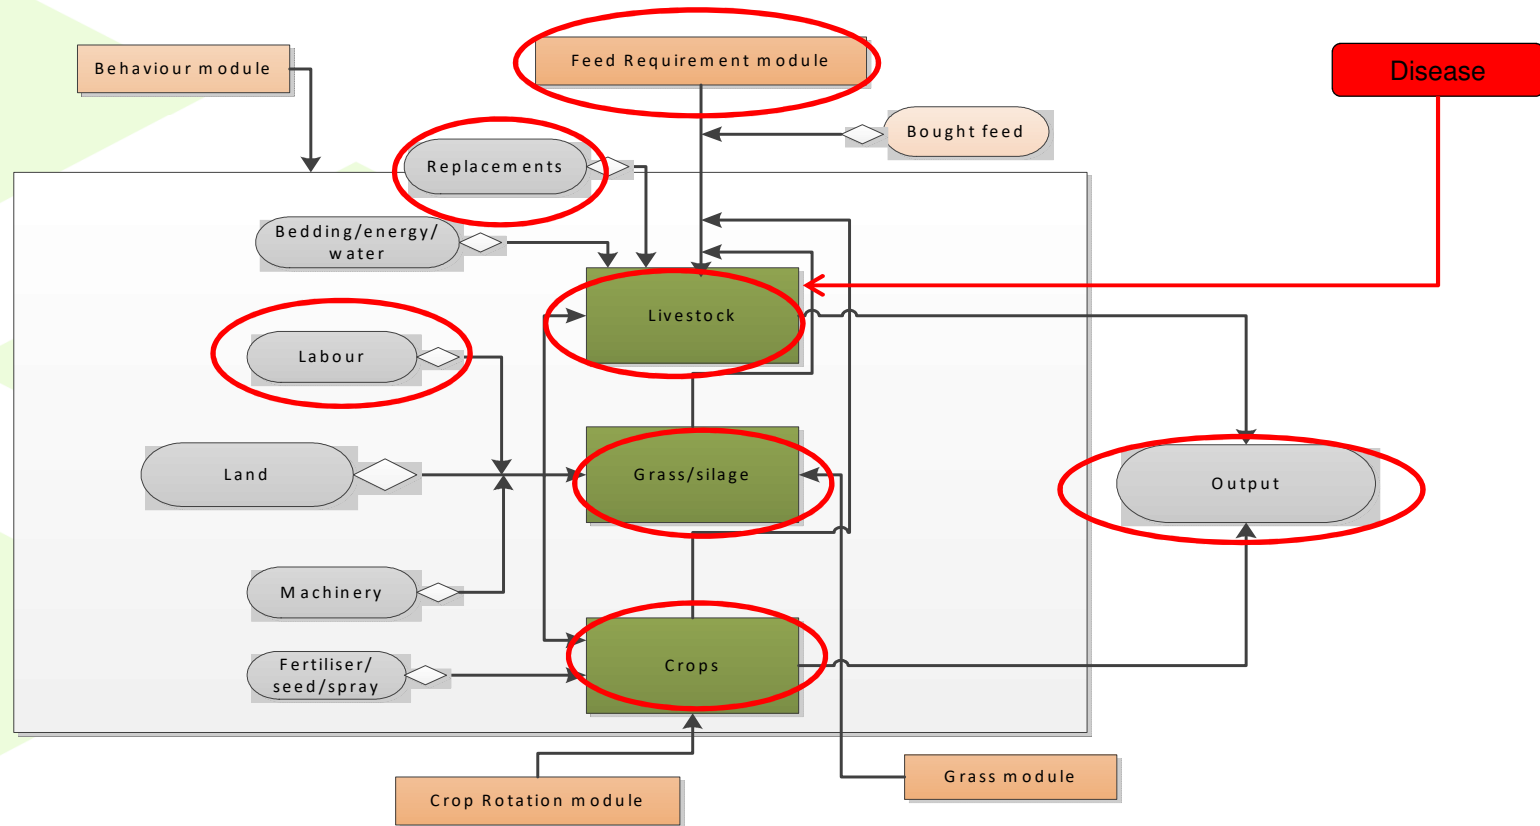 Behaviour module
Feed Requirement module
Disease
Bought feed
Replacements
Bedding/energy/
water
Livestock
Labour
Land
Grass/silage
Output
Machinery
Fertiliser/
seed/spray
Crops
Grass module
Crop Rotation module